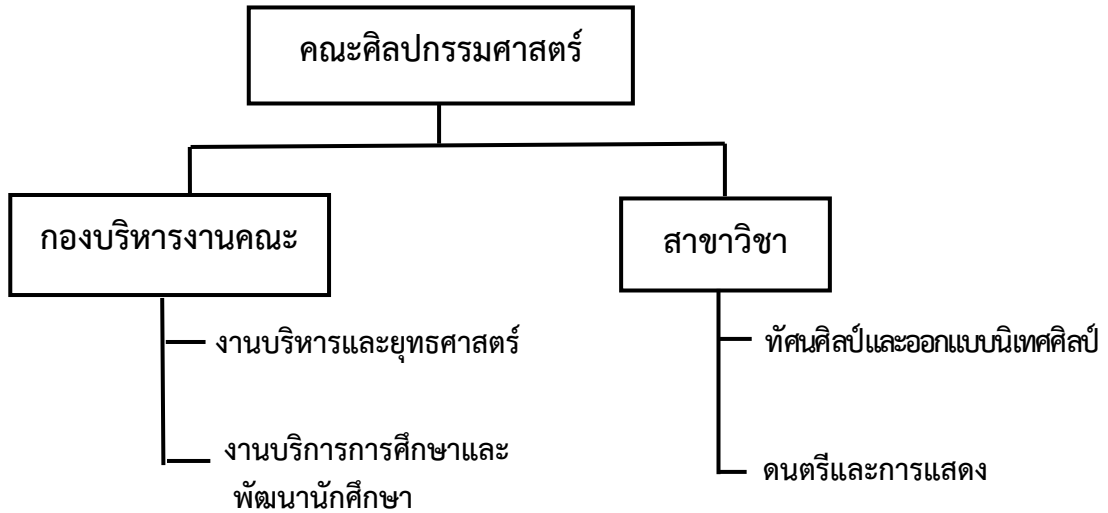 คณะศิลปกรรมศาสตร์
กองบริหารงานคณะ
สาขาวิชา
งานบริหารและยุทธศาสตร์
ทัศนศิลป์และออกแบบนิเทศศิลป์
งานบริการการศึกษาและ
พัฒนานักศึกษา
ดนตรีและการแสดง